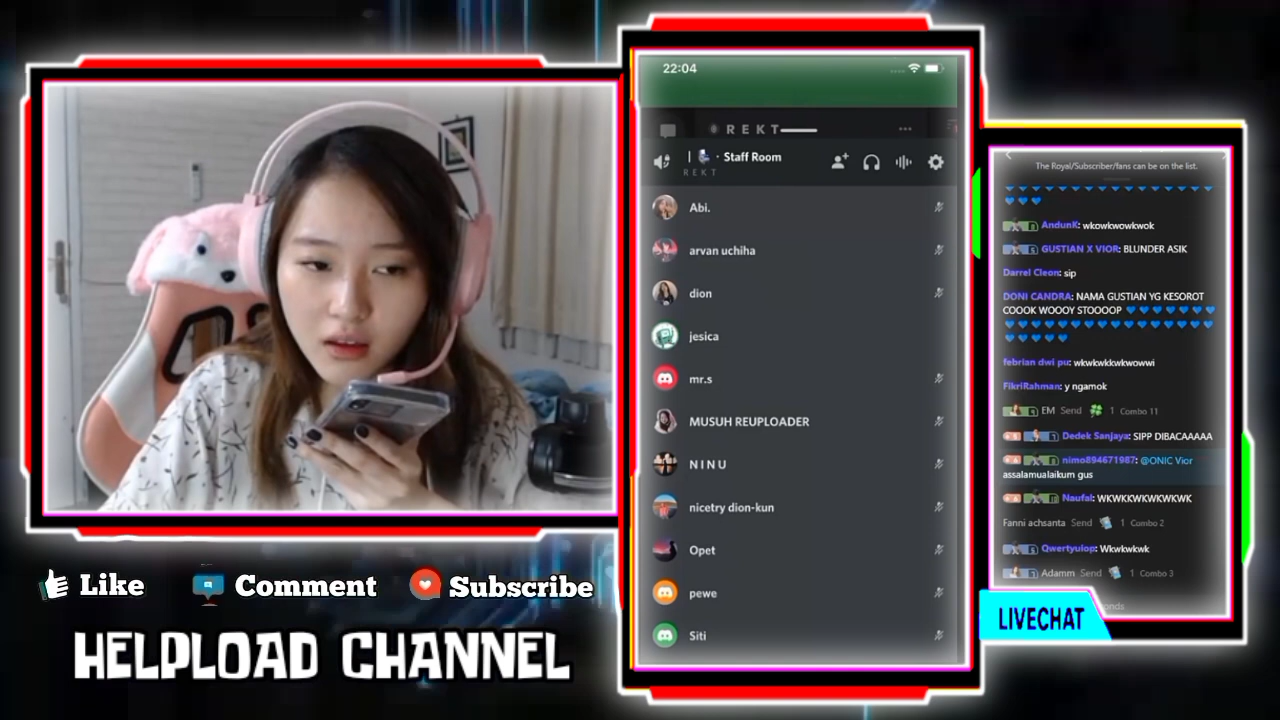 22:04
REKT
Staff Room
REKT
Abi.
arvan uchiha
dion
jesica
mr.s
MUSUH REUPLOADER
N I N U
nicetry dion-kun
Opet
pewe
Siti
The Royal/Subscriber/fans can be on the list.
AndunK: wkowkwowkwok
GUSTIAN X VIOR: BLUNDER ASIK
Darrel Cleon: sip
DONI CANDRA: NAMA GUSTIAN YG KESOROT
COOOK WOOOY STOOOOP
febrian dwi pu: wkwkwkkwkwowwi
FikriRahman: y ngamok
EM Send 1 Combo 11
Dedek Sanjaya: SIPP DIBACAAAAA
nimo894671987: @ONIC Vior
assalamualaikum gus
Naufal: WKWKKWKWKWKWK
Fanni achsanta Send 1 Combo 2
Qwertyuiop: Wkwkwkwk
Adamm Send 1 Combo 3
LIVECHAT
Like Comment Subscribe
HELPLOAD CHANNEL